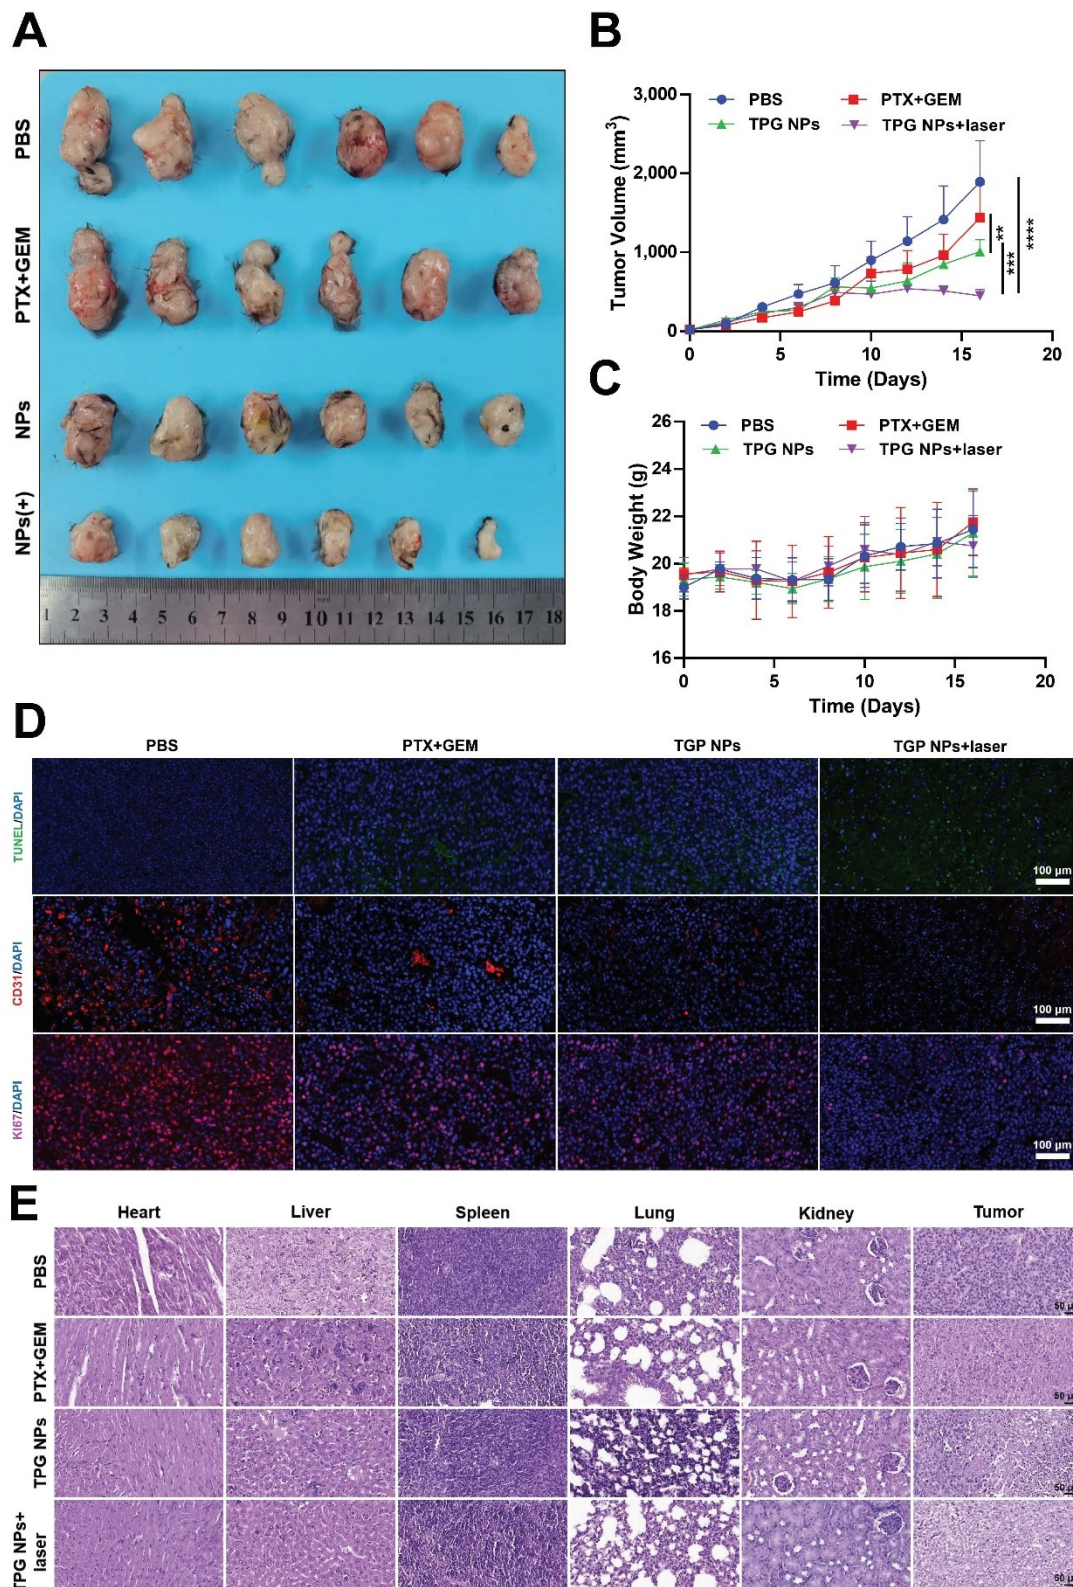 A
PBS
PTX+GEM
NPs
NPs(+)
1 2 3 4 5 6 7 8 9 10 11 12 13 14 15 16 17 18
B
PBS
PTX+GEM
TPG NPs
TPG NPs+laser
Tumor Volume (mm³)
3,000
2,000
1,000
0
0 5 10 15 20
Time (Days)
**
***
****
C
PBS
PTX+GEM
TPG NPs
TPG NPs+laser
Body Weight (g)
26
24
22
20
18
16
0 5 10 15 20
Time (Days)
D
PBS PTX+GEM TGP NPs TGP NPs+laser
TUNEL/DAPI
100 µm
CD31/DAPI
100 µm
KI67/DAPI
100 µm
E
Heart Liver Spleen Lung Kidney Tumor
PBS
50 µ
PTX+GEM
50 µ
TPG NPs
50 µ
TPG NPs+
laser